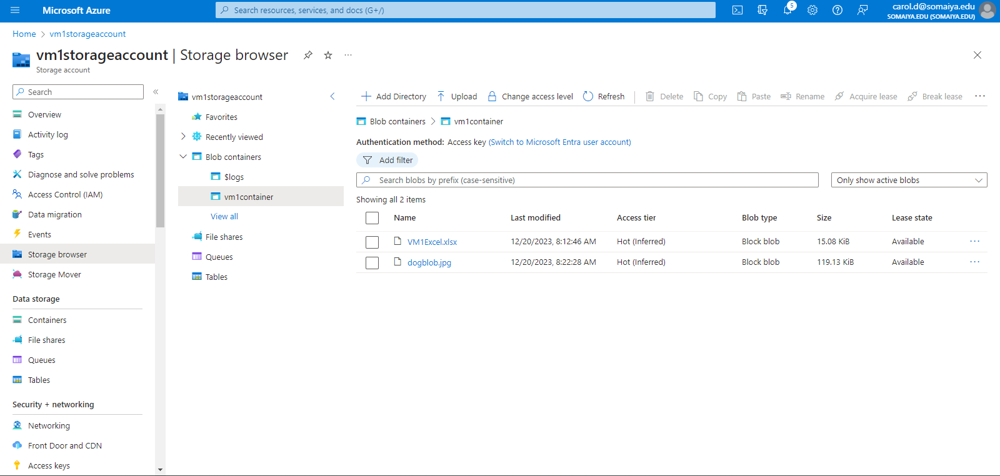 Microsoft Azure
Search resources, services, and docs (G+/)
5
carol.d@somaiya.edu
SOMAIYA.EDU (SOMAIYA.EDU)
Home > vm1storageaccount
vm1storageaccount | Storage browser
Storage account
Search
Overview
Activity log
Tags
Diagnose and solve problems
Access Control (IAM)
Data migration
Events
Storage browser
Storage Mover
Data storage
Containers
File shares
Queues
Tables
Security + networking
Networking
Front Door and CDN
Access keys
vm1storageaccount
Favorites
Recently viewed
Blob containers
$logs
vm1container
View all
File shares
Queues
Tables
Add Directory Upload Change access level Refresh Delete Copy Paste Rename Acquire lease Break lease
Blob containers > vm1container
Authentication method: Access key (Switch to Microsoft Entra user account)
Add filter
Search blobs by prefix (case-sensitive) Only show active blobs
Showing all 2 items
Name Last modified Access tier Blob type Size Lease state
VM1Excel.xlsx 12/20/2023, 8:12:46 AM Hot (Inferred) Block blob 15.08 KiB Available
dogblob.jpg 12/20/2023, 8:22:28 AM Hot (Inferred) Block blob 119.13 KiB Available